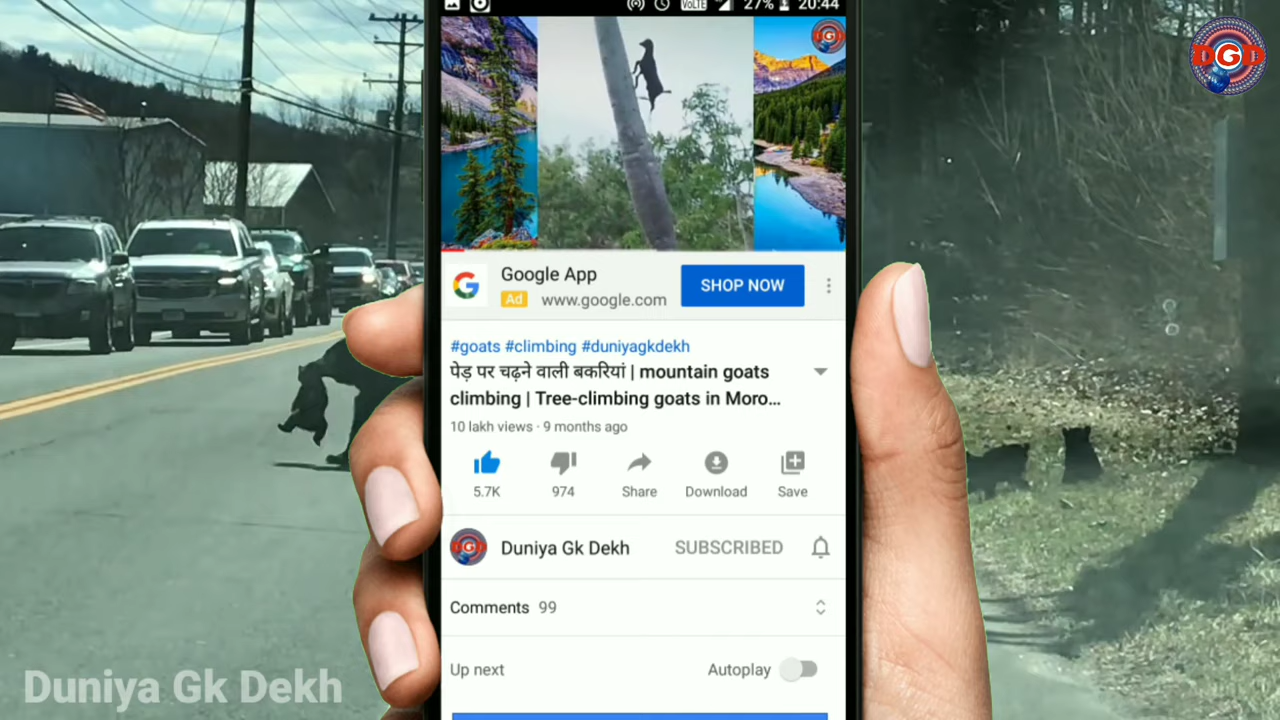 VoLTE 27% 20:44
DGD
DGD
Google App
Ad www.google.com
SHOP NOW
#goats #climbing #duniyagkdekh
पेड़ पर चढ़ने वाली बकरियां | mountain goats
climbing | Tree-climbing goats in Moro...
10 lakh views · 9 months ago
5.7K 974 Share Download Save
DGD
Duniya Gk Dekh SUBSCRIBED
Comments 99
Up next Autoplay
Duniya Gk Dekh